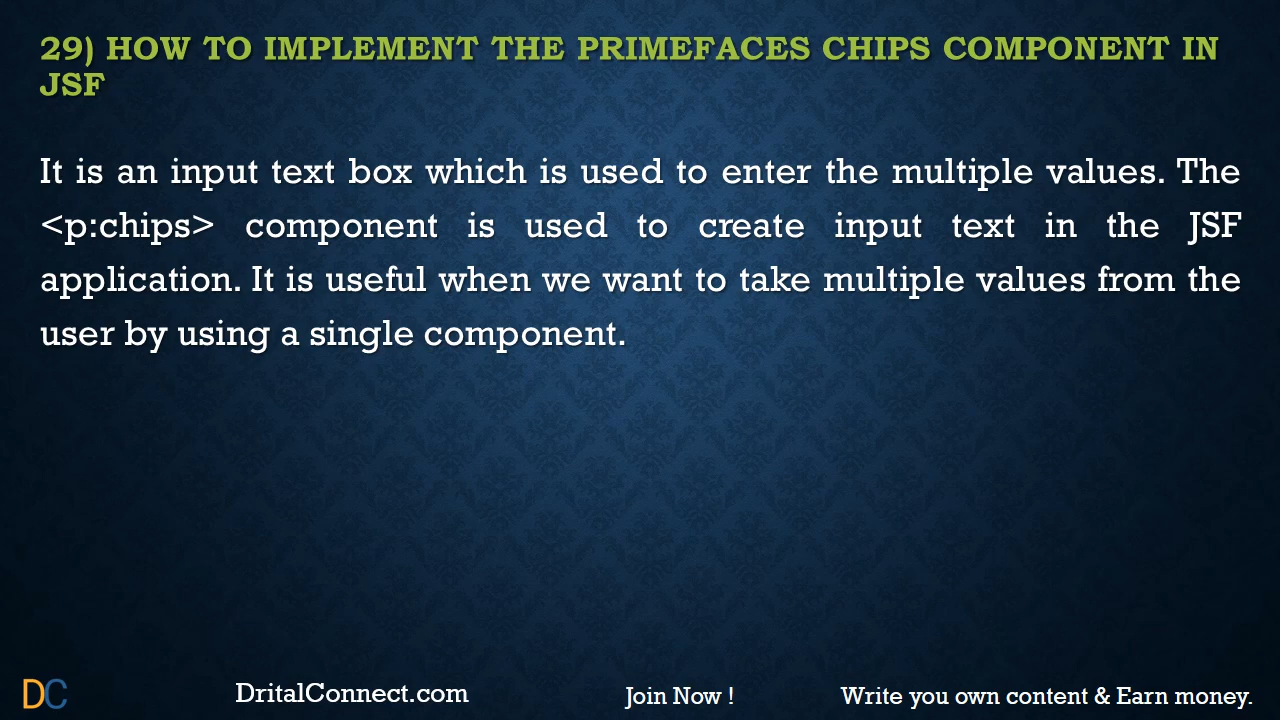 29) HOW TO IMPLEMENT THE PRIMEFACES CHIPS COMPONENT IN
JSF
It is an input text box which is used to enter the multiple values. The
<p:chips> component is used to create input text in the JSF
application. It is useful when we want to take multiple values from the
user by using a single component.
DC
DritalConnect.com
Join Now !
Write you own content & Earn money.